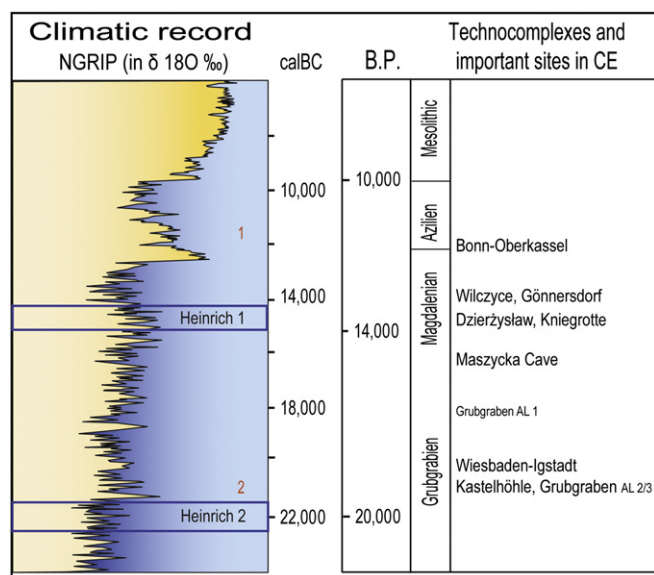 Climatic record
NGRIP (in δ 18O ‰)
calBC
B.P.
Technocomplexes and
important sites in CE
10,000
14,000
18,000
22,000
1
2
Heinrich 1
Heinrich 2
10,000
14,000
20,000
Mesolithic
Azilien
Magdalenian
Grubgrabien
Bonn-Oberkassel
Wilczyce, Gönnersdorf
Dzierżysław, Kniegrotte
Maszycka Cave
Grubgraben AL 1
Wiesbaden-Igstadt
Kastelhöhle, Grubgraben AL 2/3